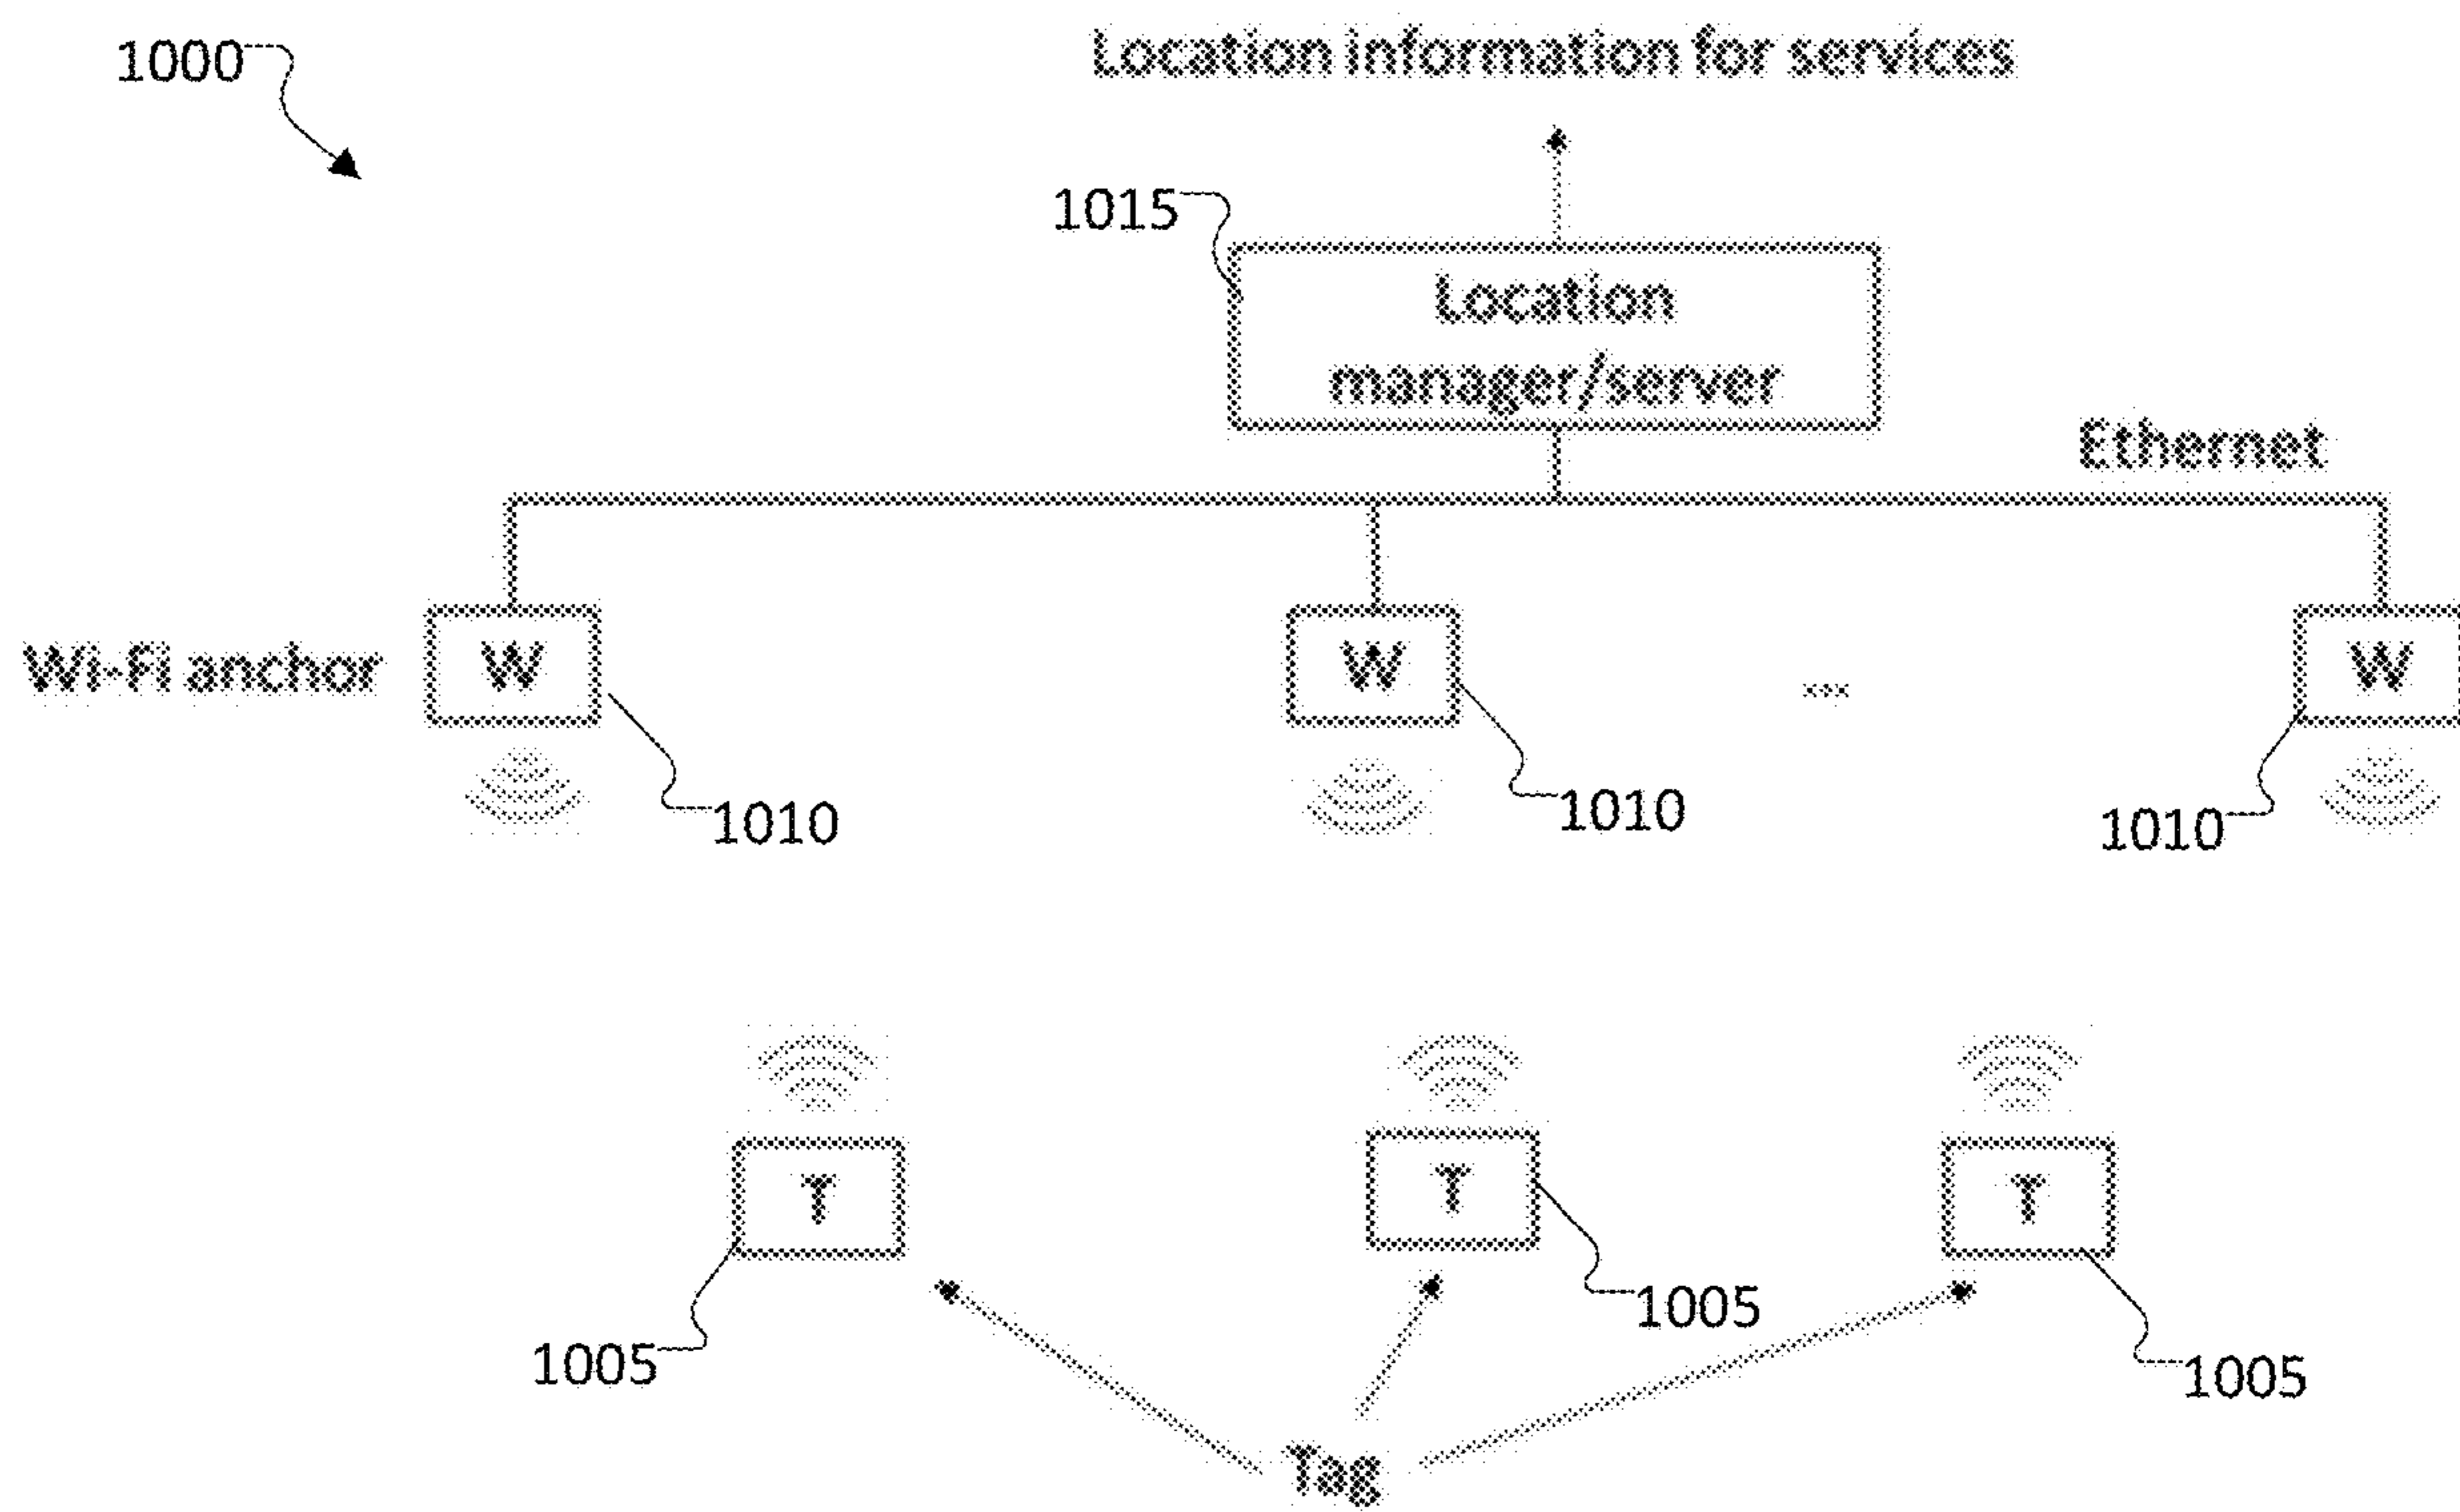 1000
Location information for services
1015
Location
manager/server
Ethernet
Wi-Fi anchor
W
W
...
W
1010
1010
1010
T
T
T
1005
1005
1005
Tag